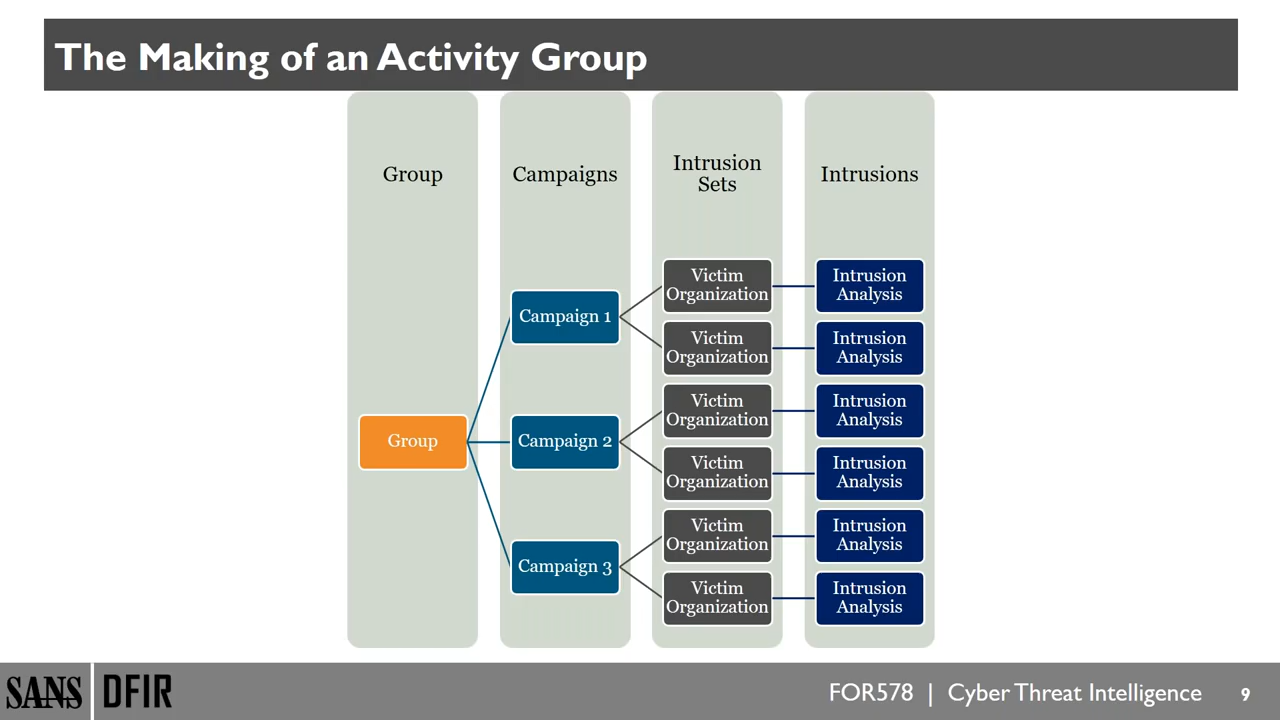 The Making of an Activity Group
Group
Campaigns
Intrusion
Sets
Intrusions
Group
Campaign 1
Campaign 2
Campaign 3
Victim
Organization
Victim
Organization
Victim
Organization
Victim
Organization
Victim
Organization
Victim
Organization
Intrusion
Analysis
Intrusion
Analysis
Intrusion
Analysis
Intrusion
Analysis
Intrusion
Analysis
Intrusion
Analysis
SANS DFIR
FOR578 | Cyber Threat Intelligence 9